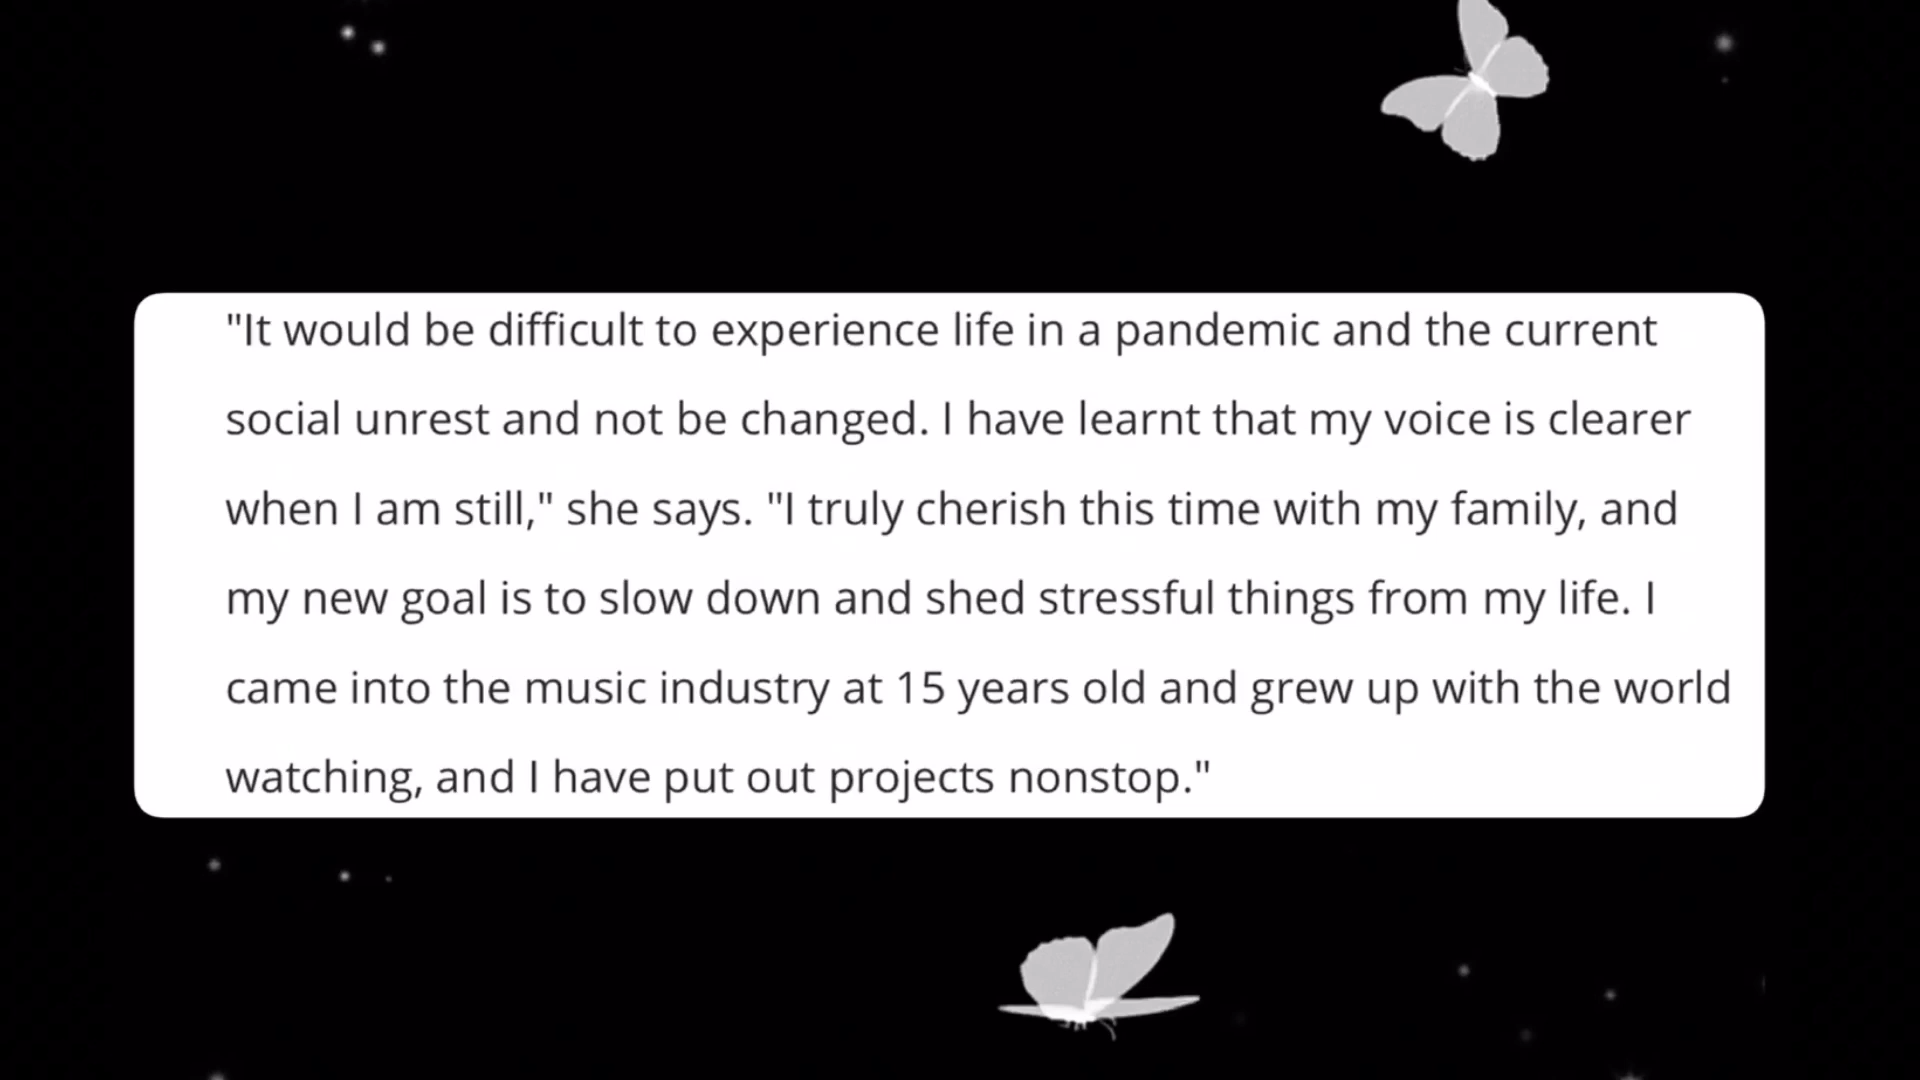 "It would be difficult to experience life in a pandemic and the current
social unrest and not be changed. I have learnt that my voice is clearer
when I am still," she says. "I truly cherish this time with my family, and
my new goal is to slow down and shed stressful things from my life. I
came into the music industry at 15 years old and grew up with the world
watching, and I have put out projects nonstop."